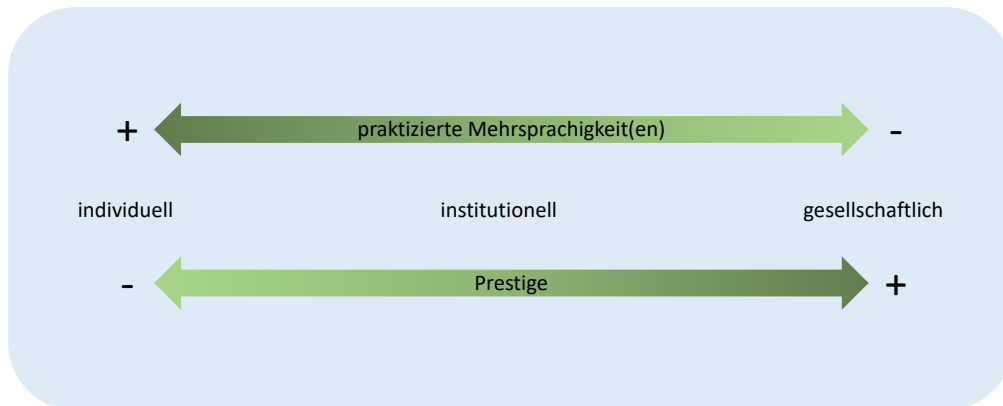 + praktizierte Mehrsprachigkeit(en) -
individuell institutionell gesellschaftlich
- Prestige +